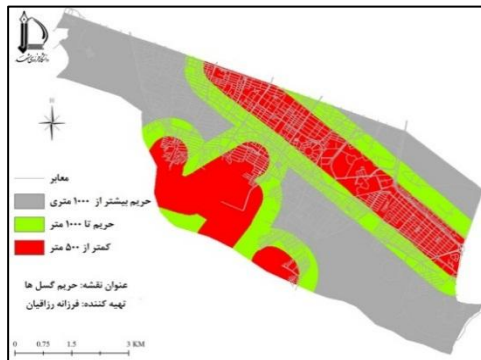 معابر
حریم بیشتر از ۱۰۰۰ متری
حریم تا ۱۰۰۰ متر
کمتر از ۵۰۰ متر
عنوان نقشه: حریم گسل ها
تهیه کننده: فرزانه رزاقیان
0 0.75 1.5 3 KM